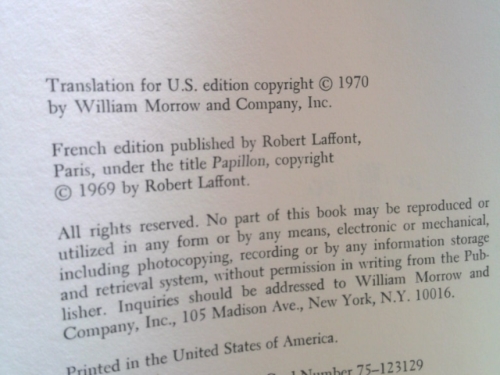 Translation for U.S. edition copyright © 1970
by William Morrow and Company, Inc.
French edition published by Robert Laffont,
Paris, under the title Papillon, copyright
© 1969 by Robert Laffont.
All rights reserved. No part of this book may be reproduced or
utilized in any form or by any means, electronic or mechanical,
including photocopying, recording or by any information storage
and retrieval system, without permission in writing from the Pub-
lisher. Inquiries should be addressed to William Morrow and
Company, Inc., 105 Madison Ave., New York, N.Y. 10016.
Printed in the United States of America.
Number 75-123129